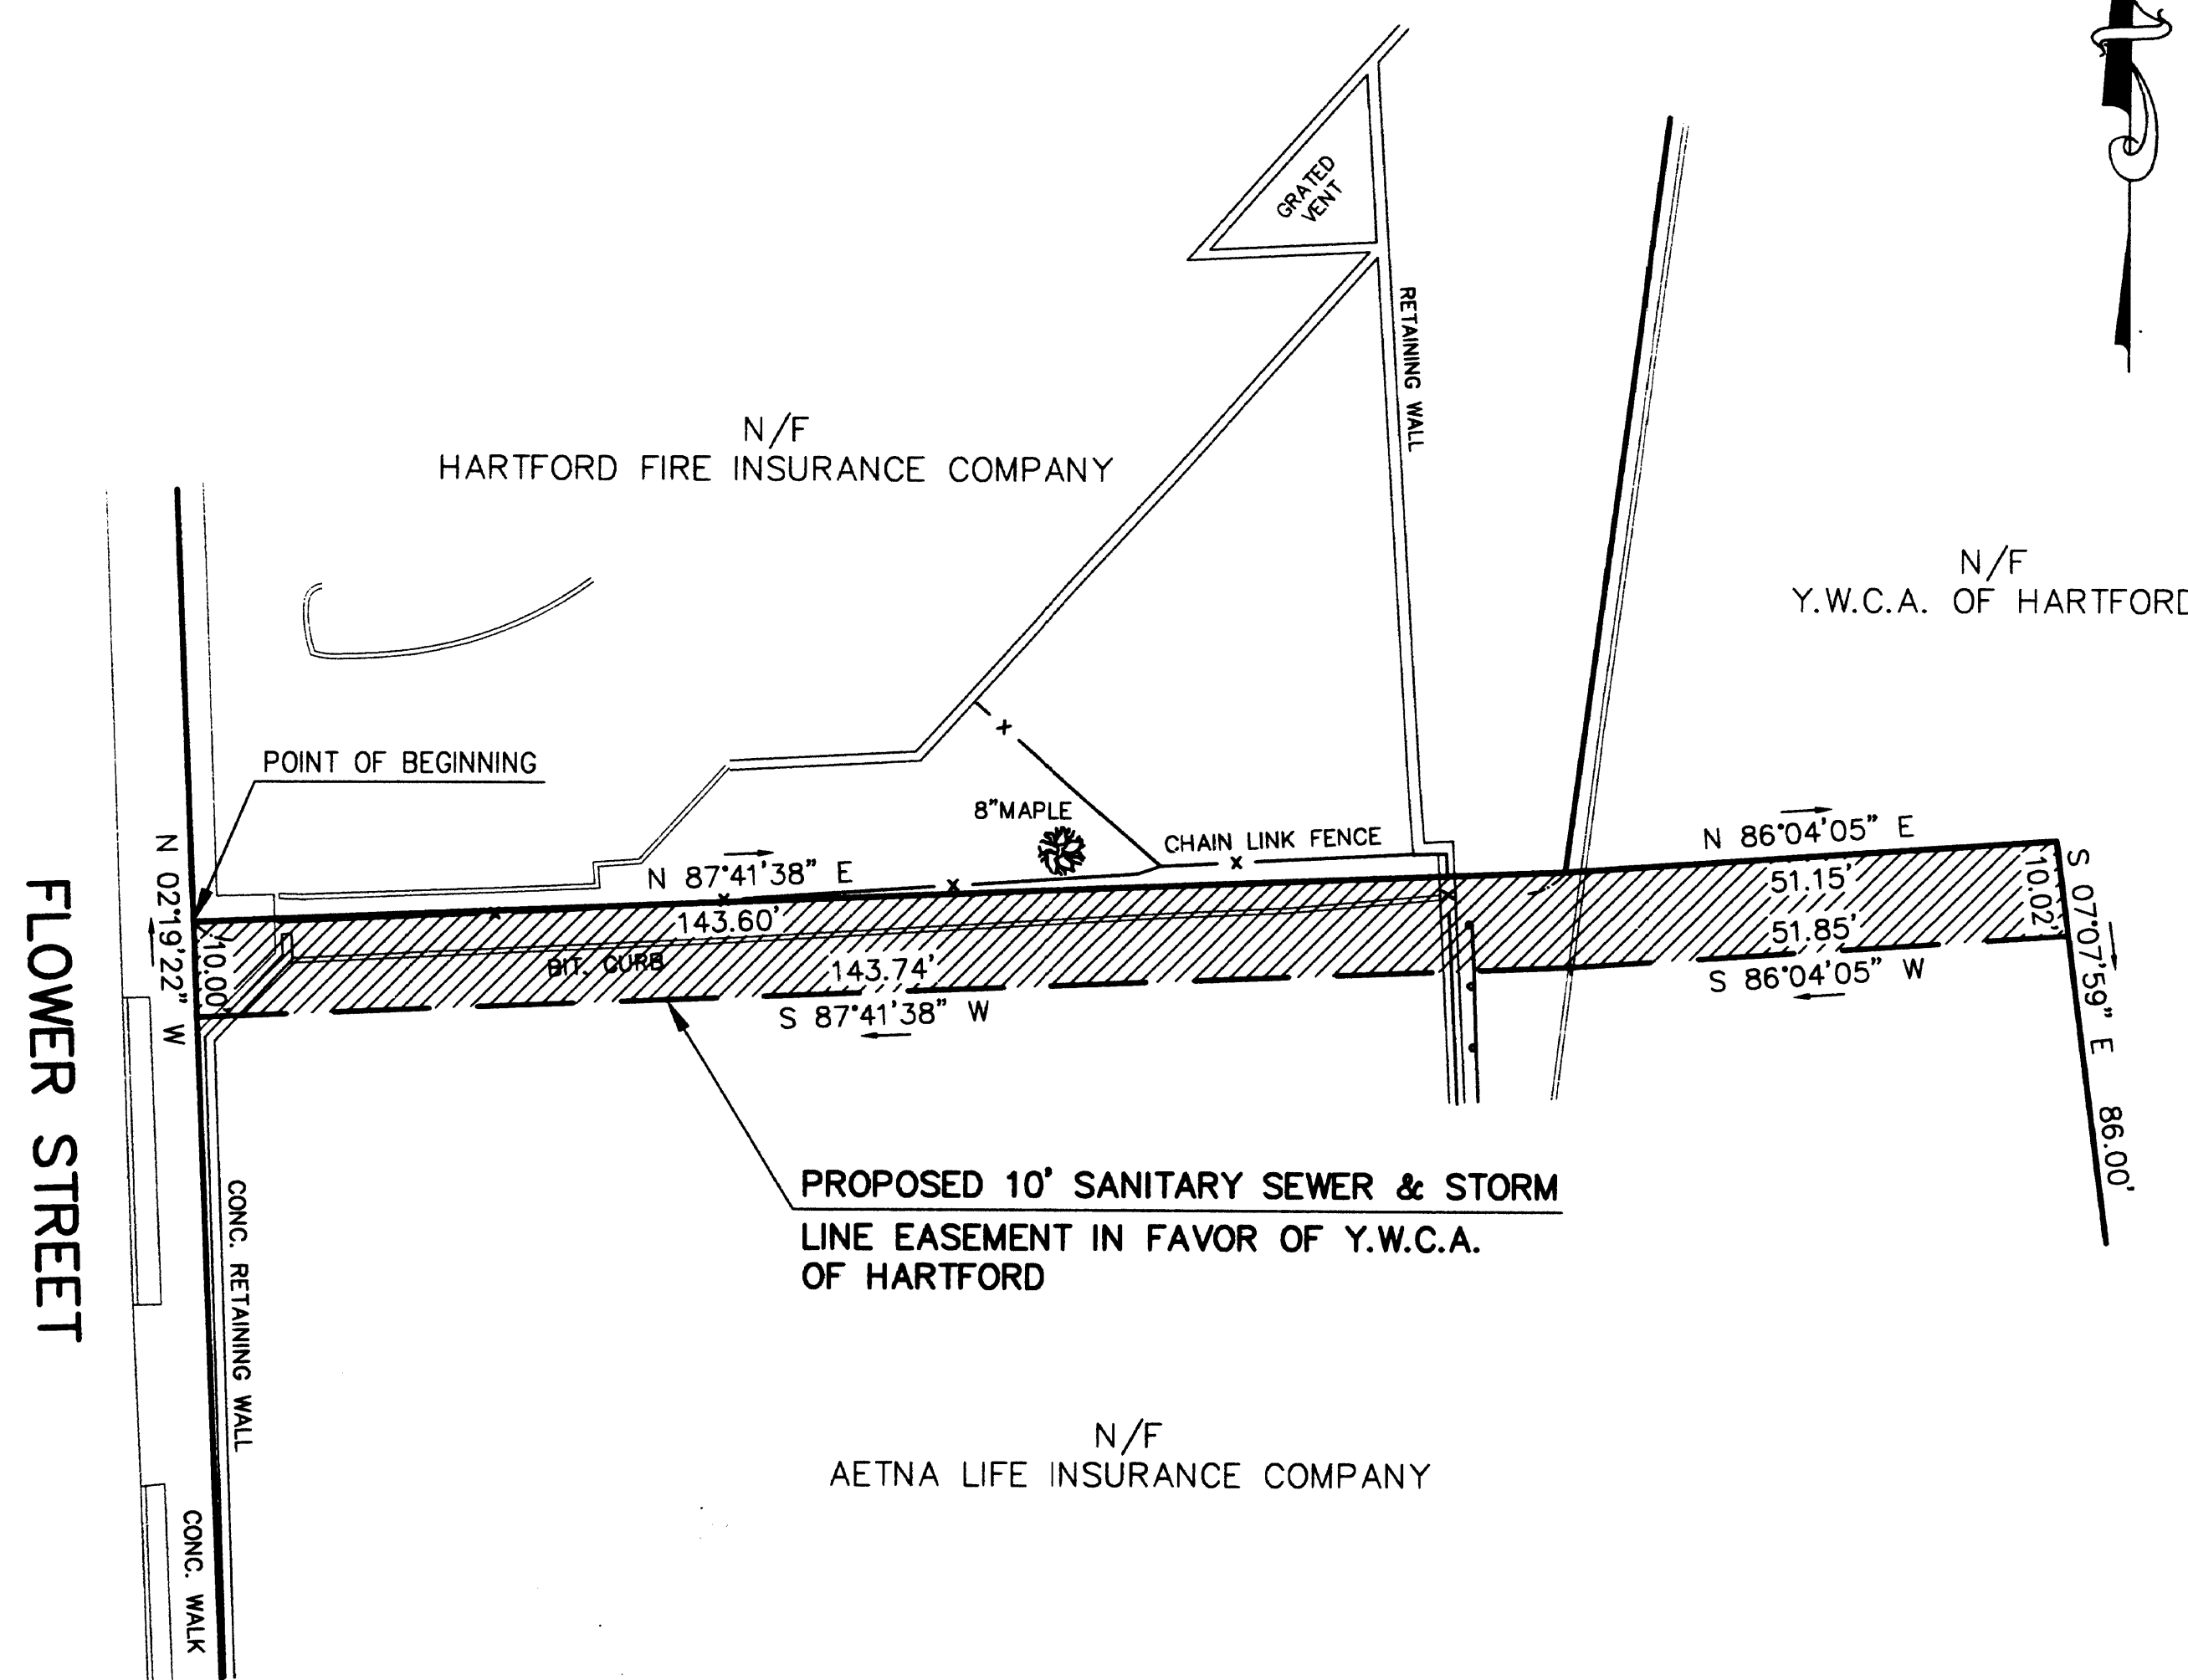 GRATED
VENT
RETAINING WALL
N/F
HARTFORD FIRE INSURANCE COMPANY
N/F
Y.W.C.A. OF HARTFORD
POINT OF BEGINNING
8"MAPLE
CHAIN LINK FENCE
N 87°41'38" E
143.60'
N 86°04'05" E
51.15'
51.85'
S 86°04'05" W
10.02'
S 07°07'59" E 86.00'
N 02°19'22" W
10.00'
BIT. CURB
143.74'
S 87°41'38" W
FLOWER STREET
PROPOSED 10' SANITARY SEWER & STORM
LINE EASEMENT IN FAVOR OF Y.W.C.A.
OF HARTFORD
CONC. RETAINING WALL
N/F
AETNA LIFE INSURANCE COMPANY
CONC. WALK